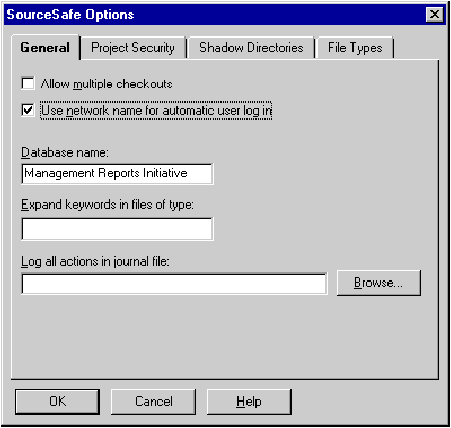 SourceSafe Options
General Project Security Shadow Directories File Types
Allow multiple checkouts
Use network name for automatic user log in
Database name:
Management Reports Initiative
Expand keywords in files of type:
Log all actions in journal file:
Browse...
OK Cancel Help